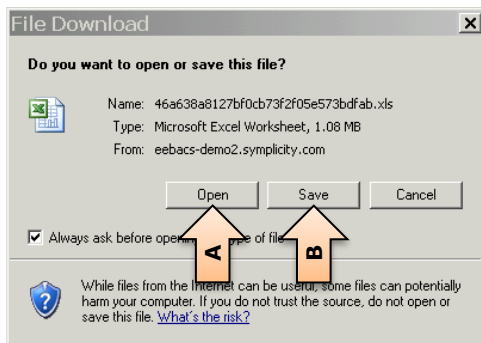 File Download
Do you want to open or save this file?
Name: 46a638a8127bf0cb73f2f05e573bdfab.xls
Type: Microsoft Excel Worksheet, 1.08 MB
From: eebacs-demo2.symplicity.com
Open Save Cancel
Always ask before type of file
A B
While files from the Internet can be useful, some files can potentially
harm your computer. If you do not trust the source, do not open or
save this file. What's the risk?